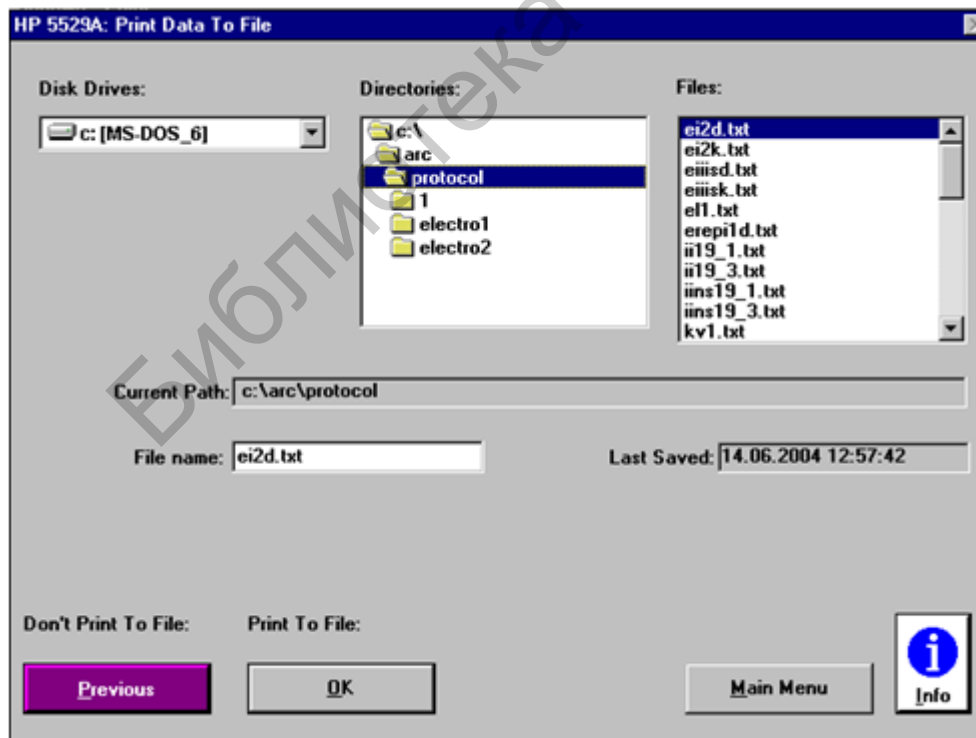 HP 5529A: Print Data To File
Disk Drives:
Directories:
Files:
c: [MS-DOS_6]
c:\
arc
protocol
1
electro1
electro2
ei2d.txt
ei2k.txt
eiiisd.txt
eiiisk.txt
el1.txt
erepi1d.txt
ii19_1.txt
ii19_3.txt
iins19_1.txt
iins19_3.txt
kv1.txt
Current Path: c:\arc\protocol
File name: ei2d.txt
Last Saved: 14.06.2004 12:57:42
Don't Print To File:
Print To File:
Previous
OK
Main Menu
Info
Библиотека